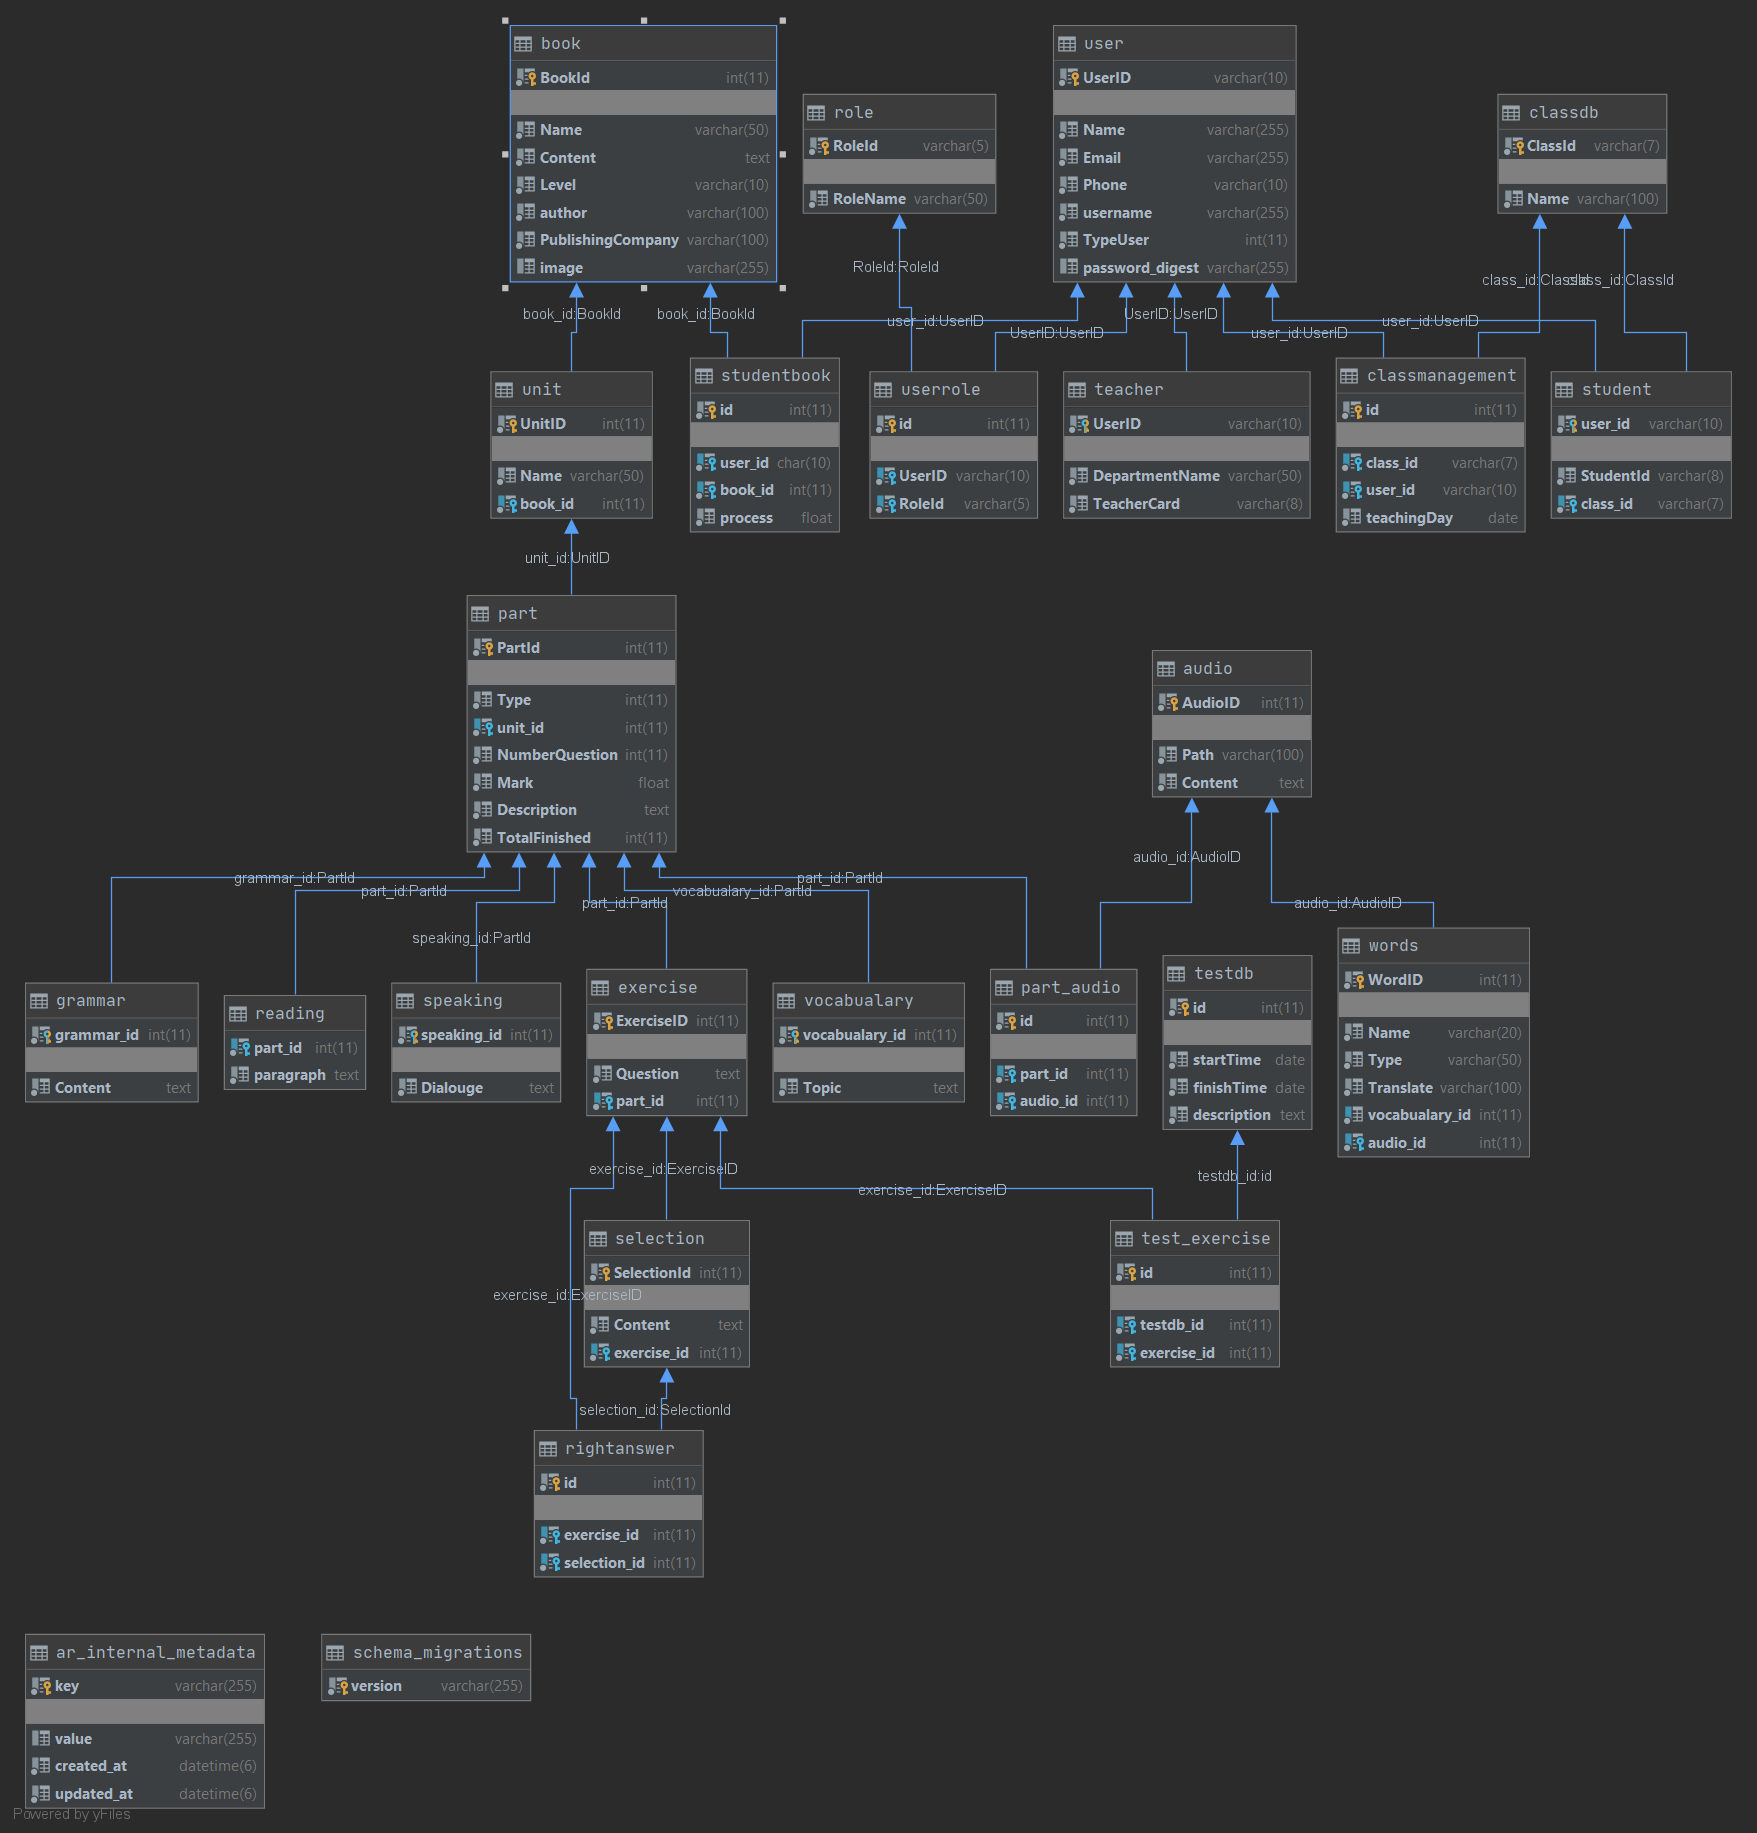 book
BookId int(11)
Name varchar(50)
Content text
Level varchar(10)
author varchar(100)
PublishingCompany varchar(100)
image varchar(255)
role
RoleId varchar(5)
RoleName varchar(50)
user
UserID varchar(10)
Name varchar(255)
Email varchar(255)
Phone varchar(10)
username varchar(255)
TypeUser int(11)
password_digest varchar(255)
classdb
ClassId varchar(7)
Name varchar(100)
RoleId:RoleId
class_id:ClassId
class_id:ClassId
book_id:BookId
book_id:BookId
user_id:UserID
UserID:UserID
UserID:UserID
user_id:UserID
user_id:UserID
unit
UnitID int(11)
Name varchar(50)
book_id int(11)
studentbook
id int(11)
user_id char(10)
book_id int(11)
process float
userrole
id int(11)
UserID varchar(10)
RoleId varchar(5)
teacher
UserID varchar(10)
DepartmentName varchar(50)
TeacherCard varchar(8)
classmanagement
id int(11)
class_id varchar(7)
user_id varchar(10)
teachingDay date
student
user_id varchar(10)
StudentId varchar(8)
class_id varchar(7)
unit_id:UnitID
part
PartId int(11)
Type int(11)
unit_id int(11)
NumberQuestion int(11)
Mark float
Description text
TotalFinished int(11)
audio
AudioID int(11)
Path varchar(100)
Content text
audio_id:AudioID
audio_id:AudioID
grammar_id:PartId
part_id:PartId
speaking_id:PartId
part_id:PartId
vocabualary_id:PartId
part_id:PartId
grammar
grammar_id int(11)
Content text
reading
part_id int(11)
paragraph text
speaking
speaking_id int(11)
Dialouge text
exercise
ExerciseID int(11)
Question text
part_id int(11)
vocabualary
vocabualary_id int(11)
Topic text
part_audio
id int(11)
part_id int(11)
audio_id int(11)
testdb
id int(11)
startTime date
finishTime date
description text
words
WordID int(11)
Name varchar(20)
Type varchar(50)
Translate varchar(100)
vocabualary_id int(11)
audio_id int(11)
exercise_id:ExerciseID
exercise_id:ExerciseID
testdb_id:id
exercise_id:ExerciseID
selection
SelectionId int(11)
Content text
exercise_id int(11)
test_exercise
id int(11)
testdb_id int(11)
exercise_id int(11)
selection_id:SelectionId
rightanswer
id int(11)
exercise_id int(11)
selection_id int(11)
ar_internal_metadata
key varchar(255)
value varchar(255)
created_at datetime(6)
updated_at datetime(6)
schema_migrations
version varchar(255)
Powered by yFiles